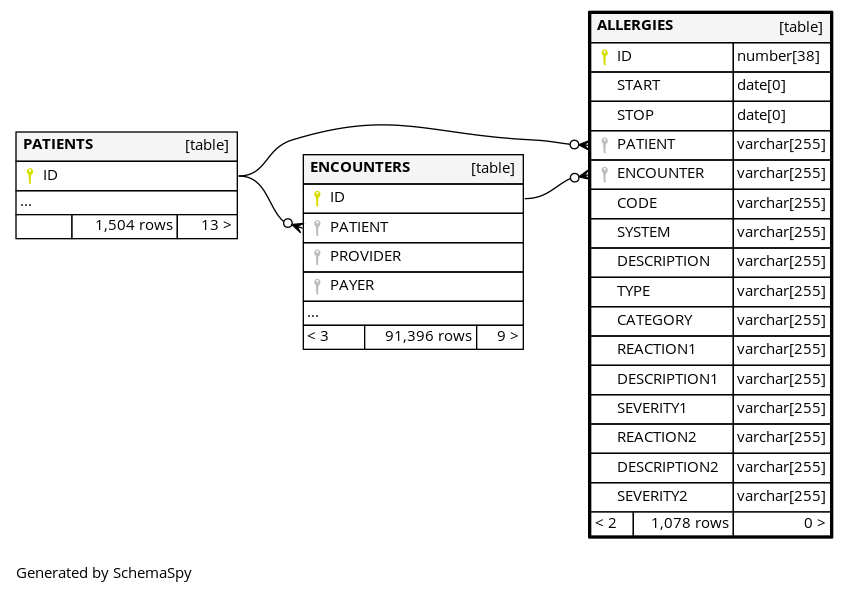 PATIENTS [table]
ID
...
1,504 rows 13 >
ENCOUNTERS [table]
ID
PATIENT
PROVIDER
PAYER
...
< 3 91,396 rows 9 >
ALLERGIES [table]
ID number[38]
START date[0]
STOP date[0]
PATIENT varchar[255]
ENCOUNTER varchar[255]
CODE varchar[255]
SYSTEM varchar[255]
DESCRIPTION varchar[255]
TYPE varchar[255]
CATEGORY varchar[255]
REACTION1 varchar[255]
DESCRIPTION1 varchar[255]
SEVERITY1 varchar[255]
REACTION2 varchar[255]
DESCRIPTION2 varchar[255]
SEVERITY2 varchar[255]
< 2 1,078 rows 0 >
Generated by SchemaSpy